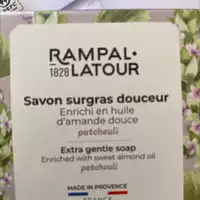 RAMPAL
1828 LATOUR
Savon surgras douceur
Enrichi en huile
d'amande douce
patchouli
Extra gentle soap
Enriched with sweet almond oil
patchouli
MADE IN PROVENCE
FRANCE